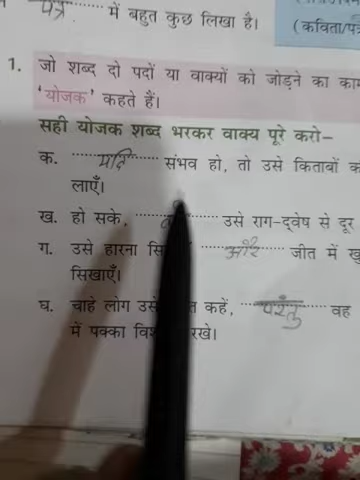 पत्र में बहुत कुछ लिखा है।
(कविता/पत्र
1. जो शब्द दो पदों या वाक्यों को जोड़ने का काम
'योजक' कहते हैं।
सही योजक शब्द भरकर वाक्य पूरे करो–
क. यदि संभव हो, तो उसे किताबों क
लाएँ।
ख. हो सके, उसे राग-द्वेष से दूर
ग. उसे हारना और जीत में खु
सिखाएँ।
घ. चाहे लोग उसे कहें, परंतु वह
में पक्का रखे।